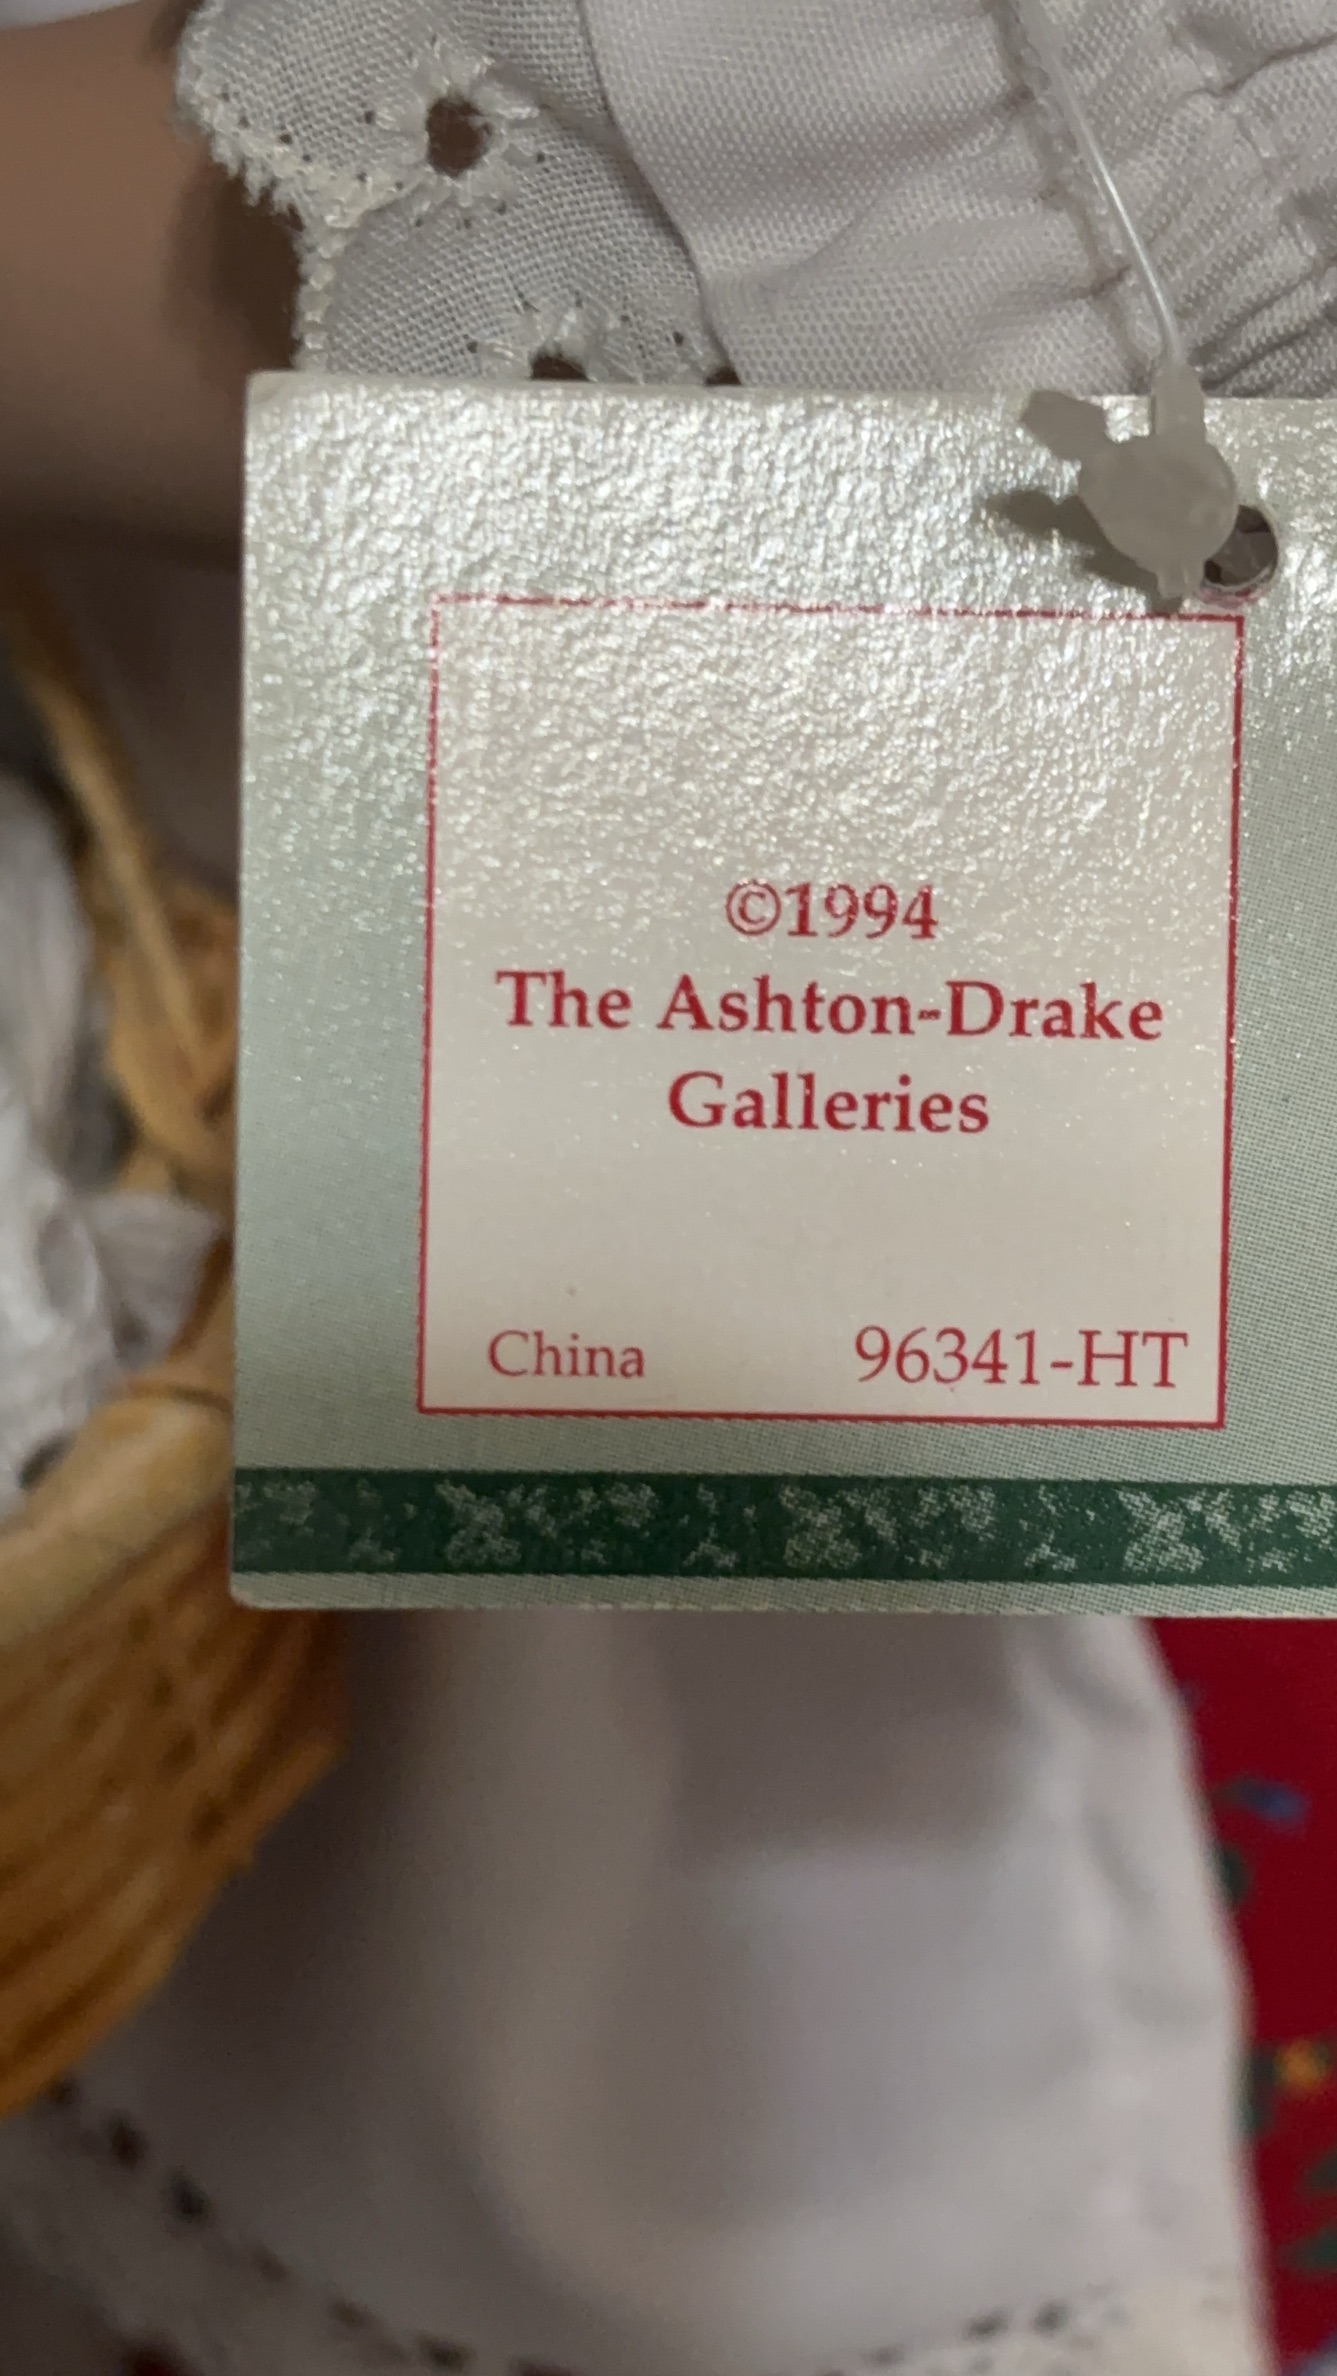 ©1994
The Ashton-Drake
Galleries
China 96341-HT